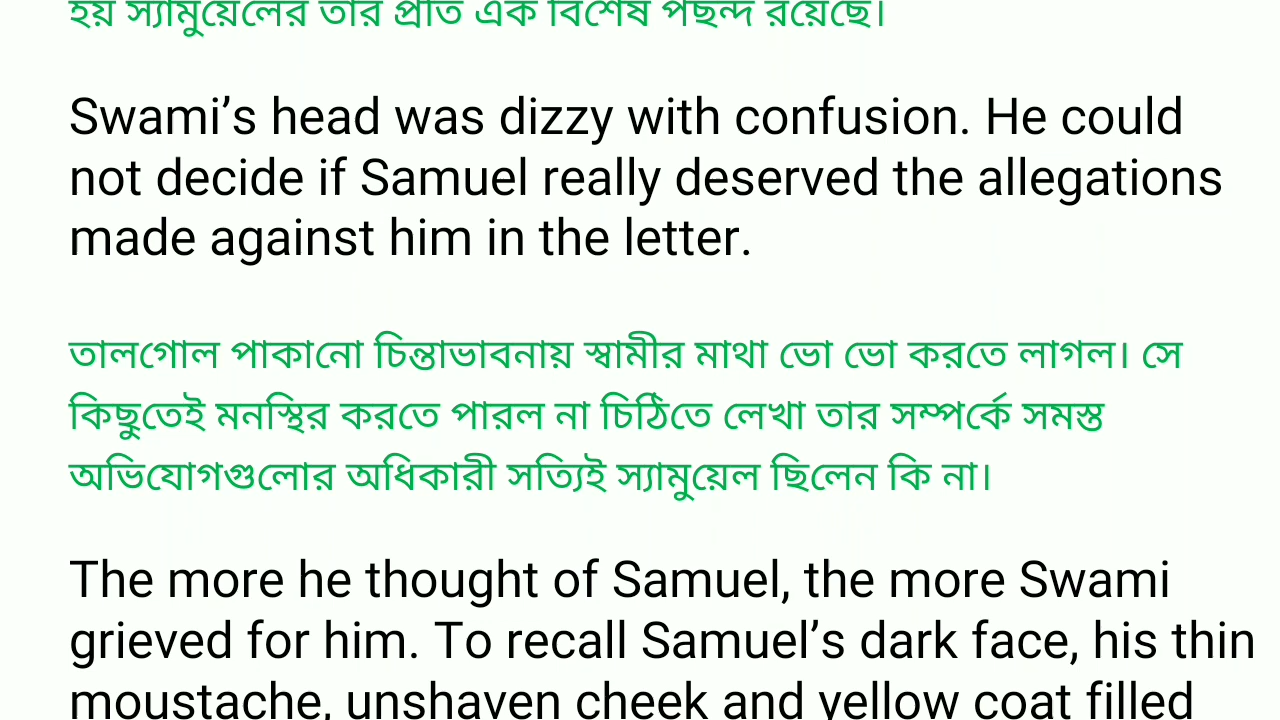 হয় স্যামুয়েলের তার প্রতি এক বিশেষ পছন্দ রয়েছে।
Swami’s head was dizzy with confusion. He could
not decide if Samuel really deserved the allegations
made against him in the letter.
তালগোল পাকানো চিন্তাভাবনায় স্বামীর মাথা ভো ভো করতে লাগল। সে
কিছুতেই মনস্থির করতে পারল না চিঠিতে লেখা তার সম্পর্কে সমস্ত
অভিযোগগুলোর অধিকারী সত্যিই স্যামুয়েল ছিলেন কি না।
The more he thought of Samuel, the more Swami
grieved for him. To recall Samuel’s dark face, his thin
moustache, unshaven cheek and yellow coat filled